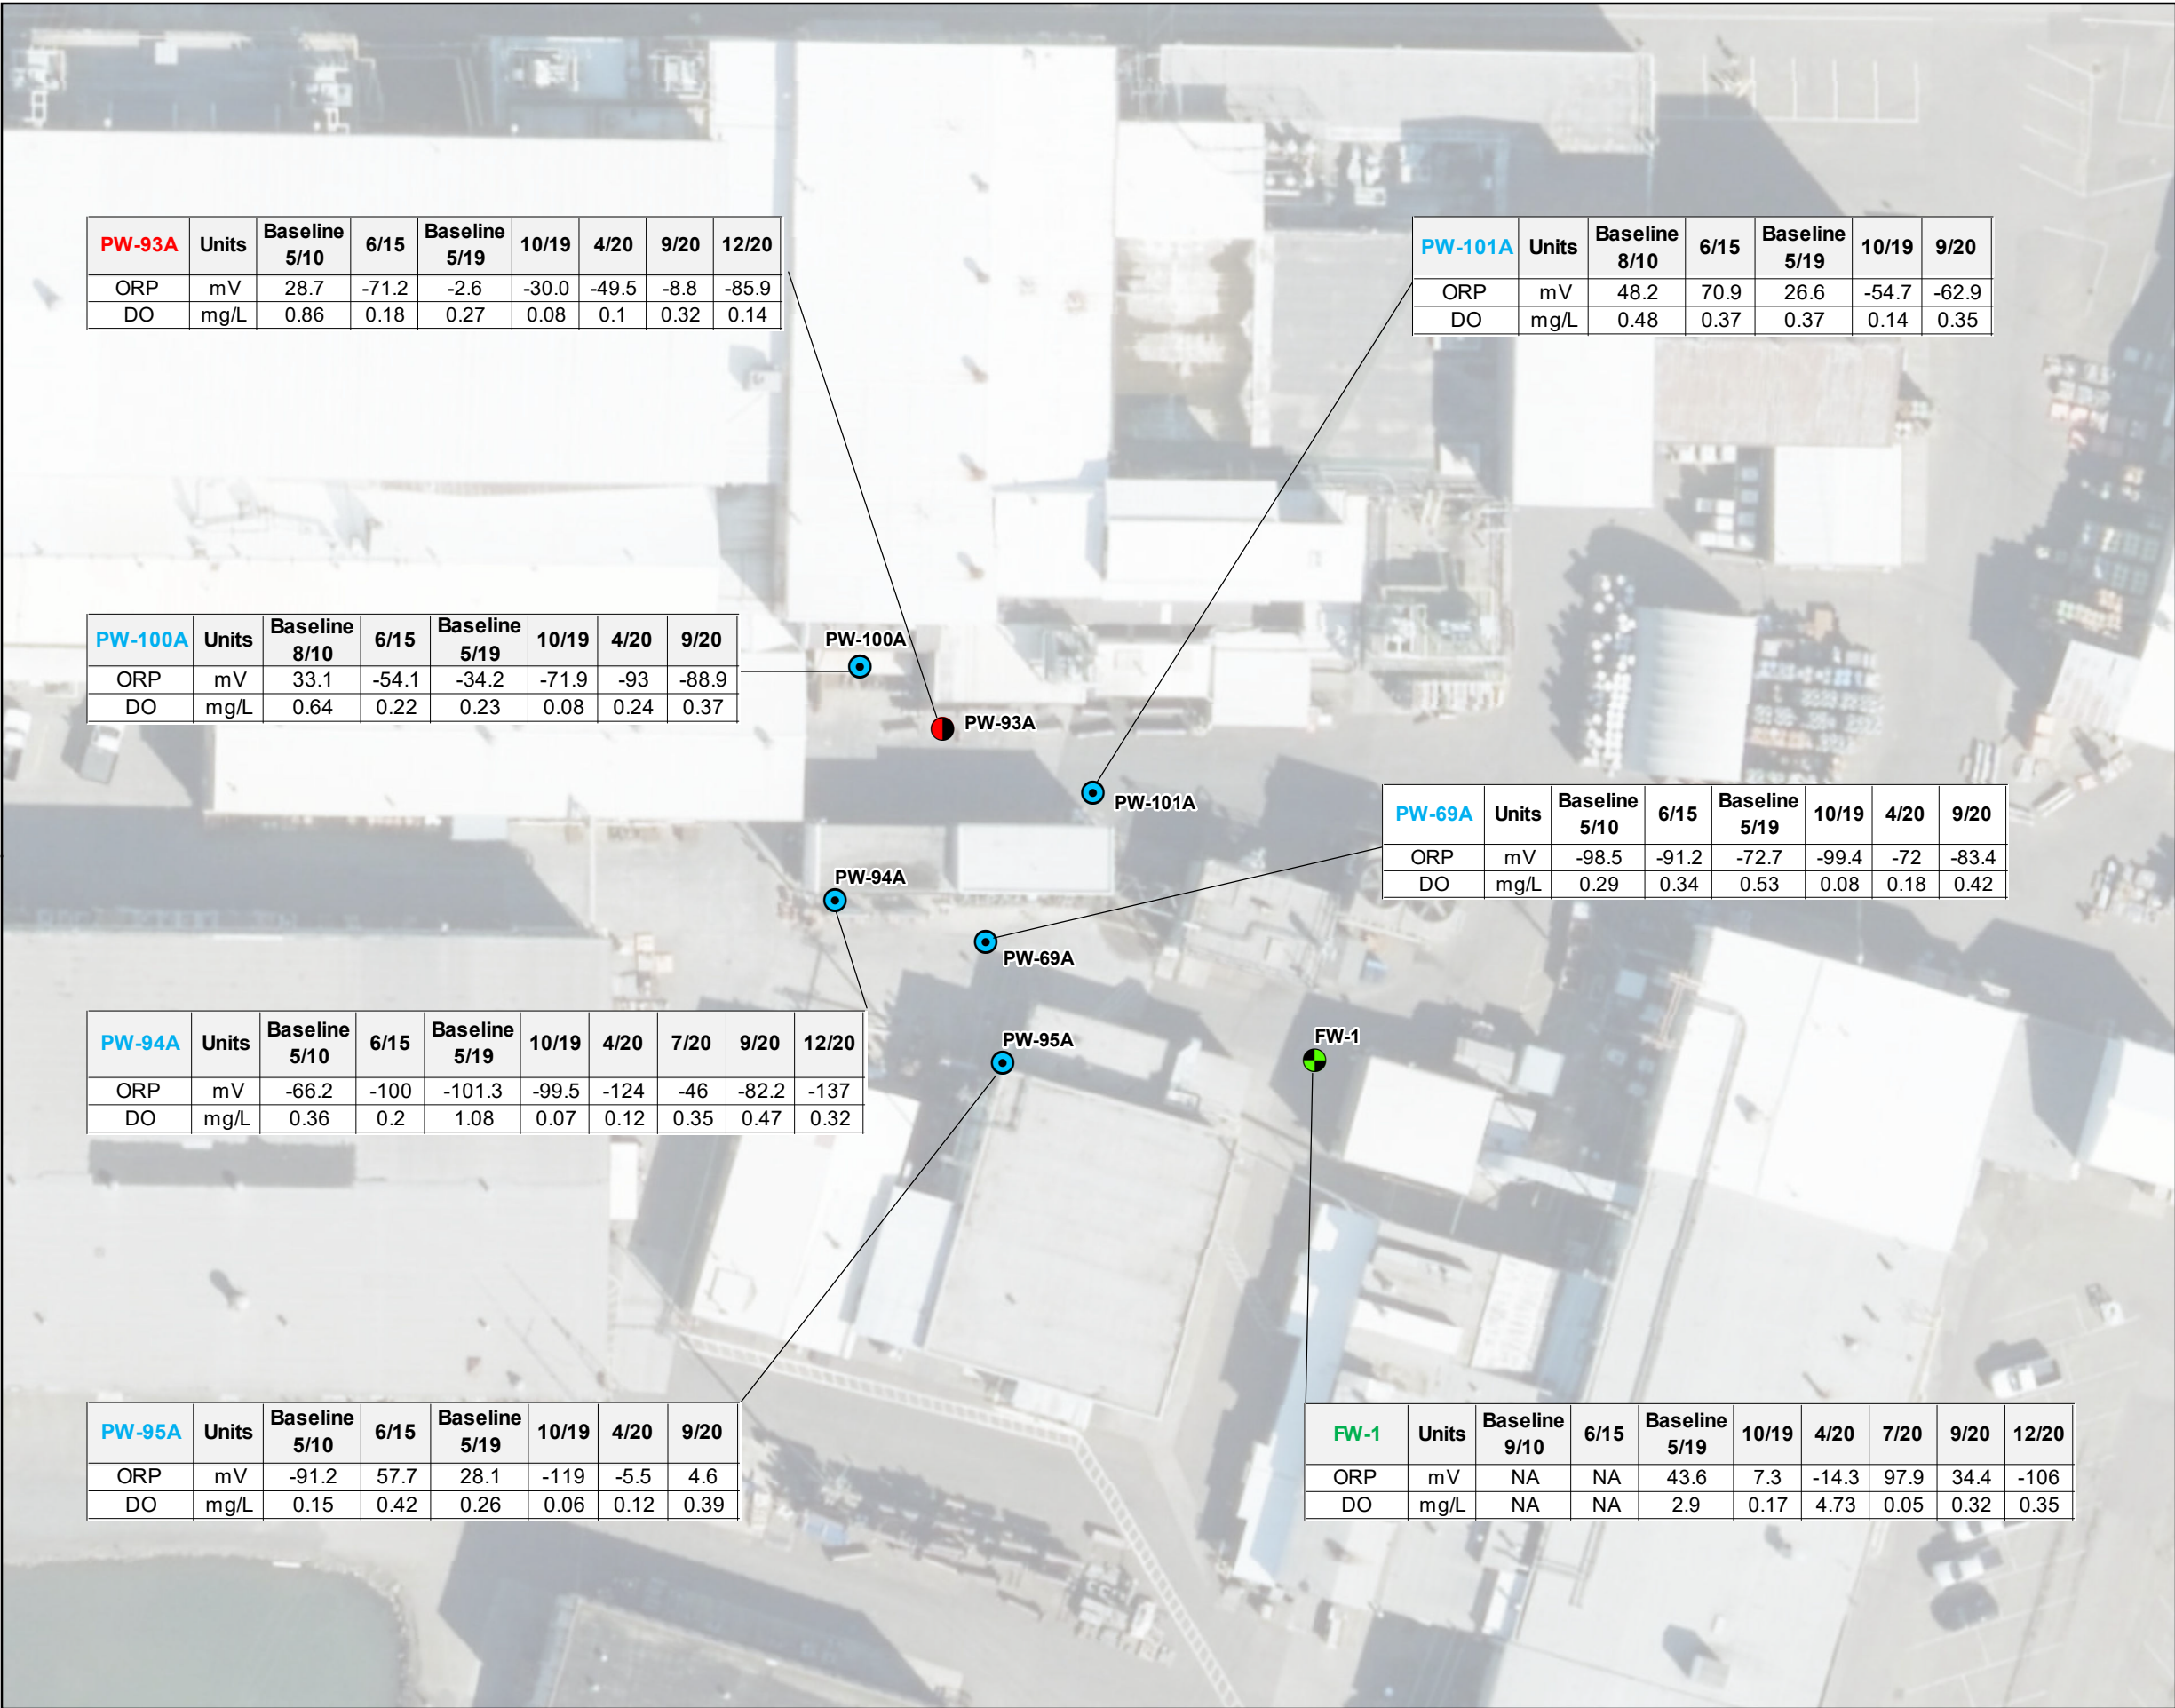 PW-93A Units Baseline 5/10 6/15 Baseline 5/19 10/19 4/20 9/20 12/20
ORP mV 28.7 -71.2 -2.6 -30.0 -49.5 -8.8 -85.9
DO mg/L 0.86 0.18 0.27 0.08 0.1 0.32 0.14
PW-101A Units Baseline 8/10 6/15 Baseline 5/19 10/19 9/20
ORP mV 48.2 70.9 26.6 -54.7 -62.9
DO mg/L 0.48 0.37 0.37 0.14 0.35
PW-100A Units Baseline 8/10 6/15 Baseline 5/19 10/19 4/20 9/20
ORP mV 33.1 -54.1 -34.2 -71.9 -93 -88.9
DO mg/L 0.64 0.22 0.23 0.08 0.24 0.37
PW-100A
PW-93A
PW-101A
PW-69A Units Baseline 5/10 6/15 Baseline 5/19 10/19 4/20 9/20
ORP mV -98.5 -91.2 -72.7 -99.4 -72 -83.4
DO mg/L 0.29 0.34 0.53 0.08 0.18 0.42
PW-94A
PW-69A
PW-94A Units Baseline 5/10 6/15 Baseline 5/19 10/19 4/20 7/20 9/20 12/20
ORP mV -66.2 -100 -101.3 -99.5 -124 -46 -82.2 -137
DO mg/L 0.36 0.2 1.08 0.07 0.12 0.35 0.47 0.32
PW-95A
FW-1
PW-95A Units Baseline 5/10 6/15 Baseline 5/19 10/19 4/20 9/20
ORP mV -91.2 57.7 28.1 -119 -5.5 4.6
DO mg/L 0.15 0.42 0.26 0.06 0.12 0.39
FW-1 Units Baseline 9/10 6/15 Baseline 5/19 10/19 4/20 7/20 9/20 12/20
ORP mV NA NA 43.6 7.3 -14.3 97.9 34.4 -106
DO mg/L NA NA 2.9 0.17 4.73 0.05 0.32 0.35